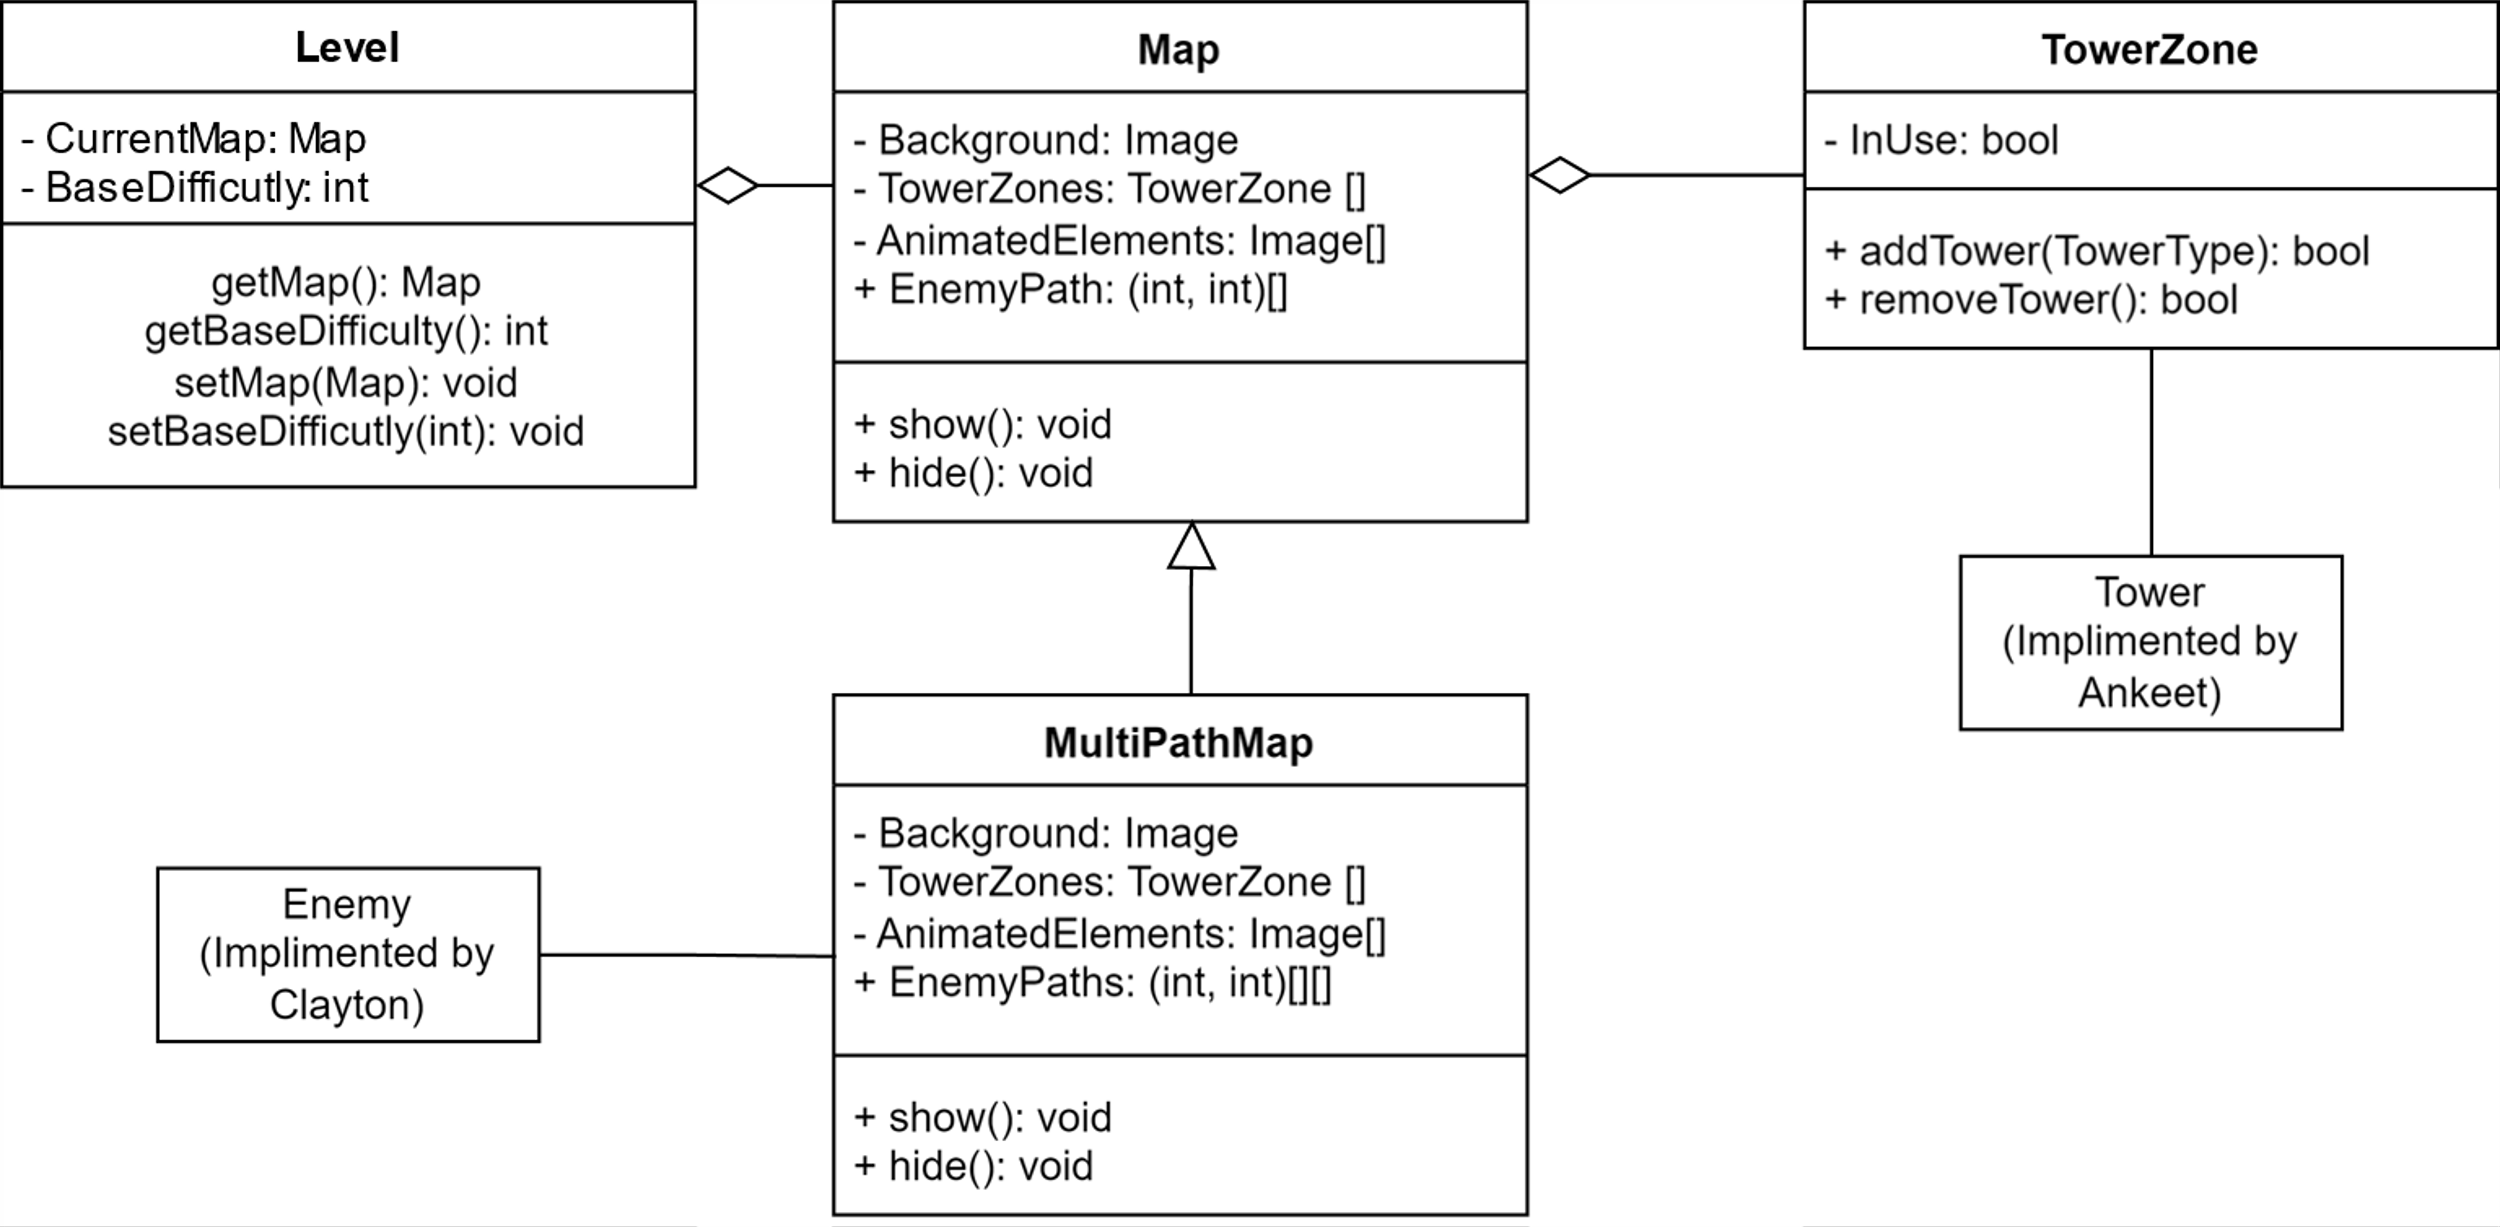 Level
- CurrentMap: Map
- BaseDifficutly: int
getMap(): Map
getBaseDifficulty(): int
setMap(Map): void
setBaseDifficutly(int): void
Map
- Background: Image
- TowerZones: TowerZone []
- AnimatedElements: Image[]
+ EnemyPath: (int, int)[]
+ show(): void
+ hide(): void
TowerZone
- InUse: bool
+ addTower(TowerType): bool
+ removeTower(): bool
Tower
(Implimented by
Ankeet)
MultiPathMap
- Background: Image
- TowerZones: TowerZone []
- AnimatedElements: Image[]
+ EnemyPaths: (int, int)[][]
+ show(): void
+ hide(): void
Enemy
(Implimented by
Clayton)